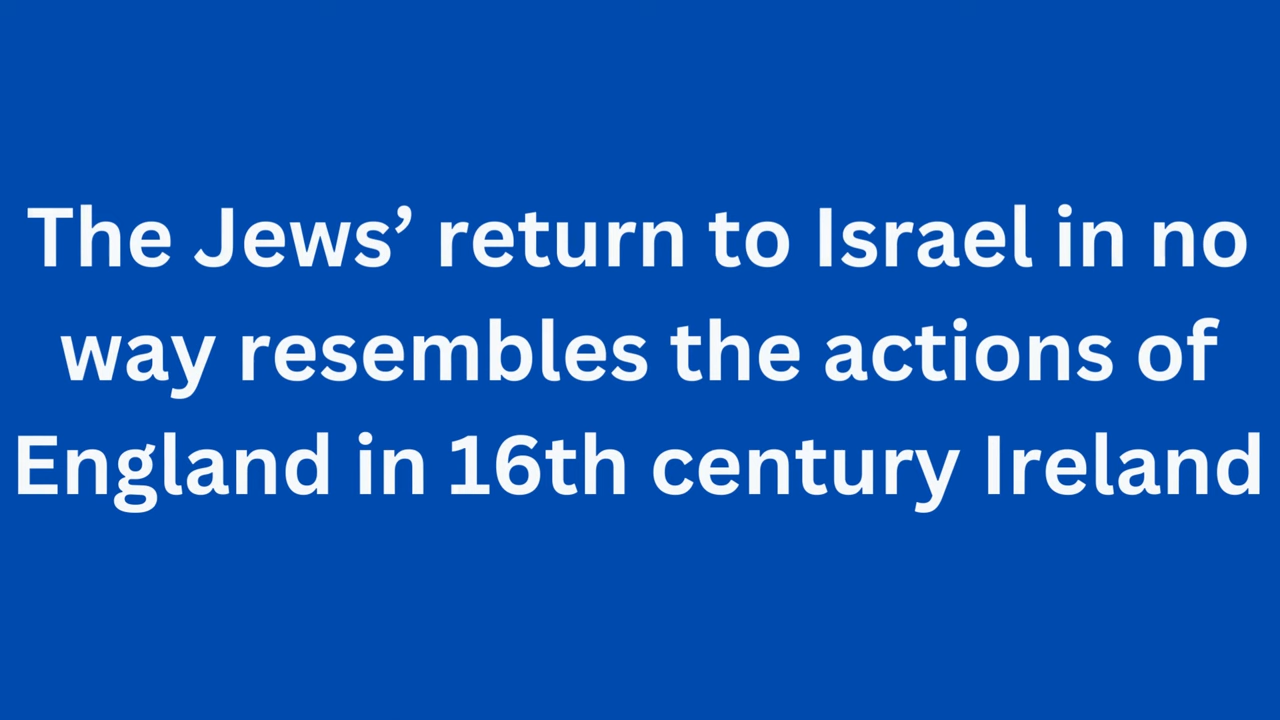 The Jews’ return to Israel in no
way resembles the actions of
England in 16th century Ireland